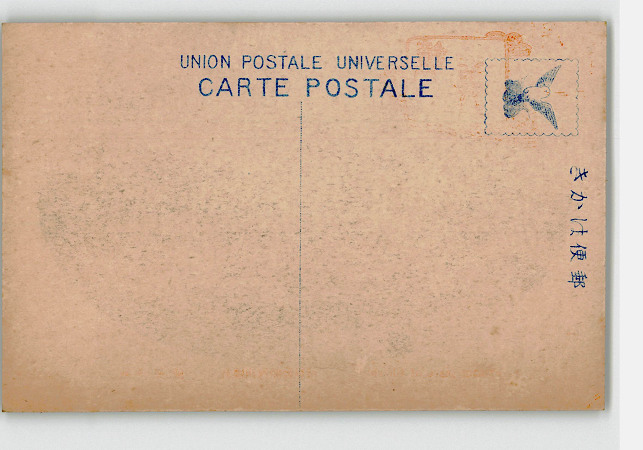 UNION POSTALE UNIVERSELLE
CARTE POSTALE
郵便はかき